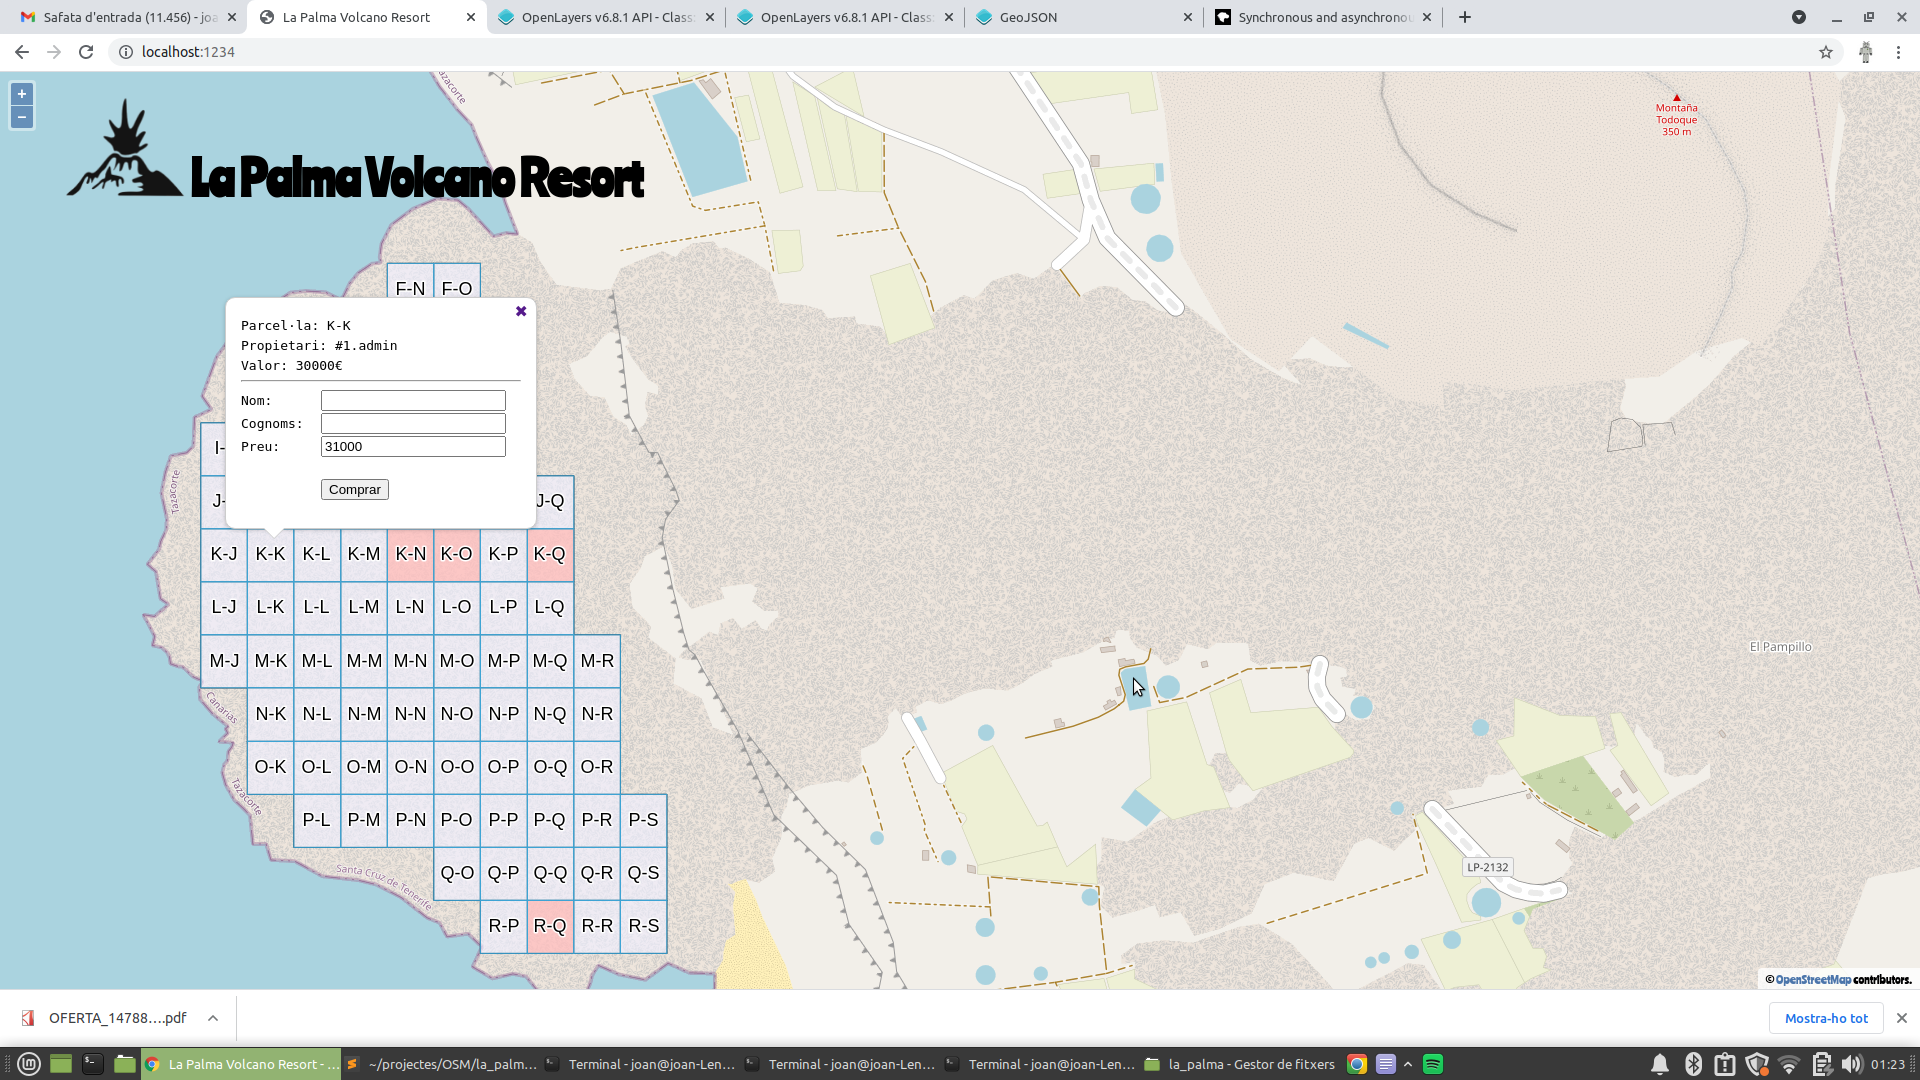 Safata d'entrada (11.456) - joa
La Palma Volcano Resort
OpenLayers v6.8.1 API - Class:
OpenLayers v6.8.1 API - Class:
GeoJSON
Synchronous and asynchronou
localhost:1234
+
−
La Palma Volcano Resort
Tazacorte
Montaña
Todoque
350 m
F-N F-O
Parcel·la: K-K
Propietari: #1.admin
Valor: 30000€
Nom:
Cognoms:
Preu: 31000
Comprar
I-
J- J-Q
Tazacorte
K-J K-K K-L K-M K-N K-O K-P K-Q
L-J L-K L-L L-M L-N L-O L-P L-Q
M-J M-K M-L M-M M-N M-O M-P M-Q M-R
El Pampillo
Canarias
N-K N-L N-M N-N N-O N-P N-Q N-R
O-K O-L O-M O-N O-O O-P O-Q O-R
Tazacorte
P-L P-M P-N P-O P-P P-Q P-R P-S
Santa Cruz de Tenerife
Q-O Q-P Q-Q Q-R Q-S
LP-2132
R-P R-Q R-R R-S
© OpenStreetMap contributors.
OFERTA_14788....pdf
Mostra-ho tot
La Palma Volcano Resort - ...
~/projectes/OSM/la_palm...
Terminal - joan@joan-Len...
Terminal - joan@joan-Len...
Terminal - joan@joan-Len...
la_palma - Gestor de fitxers
01:23